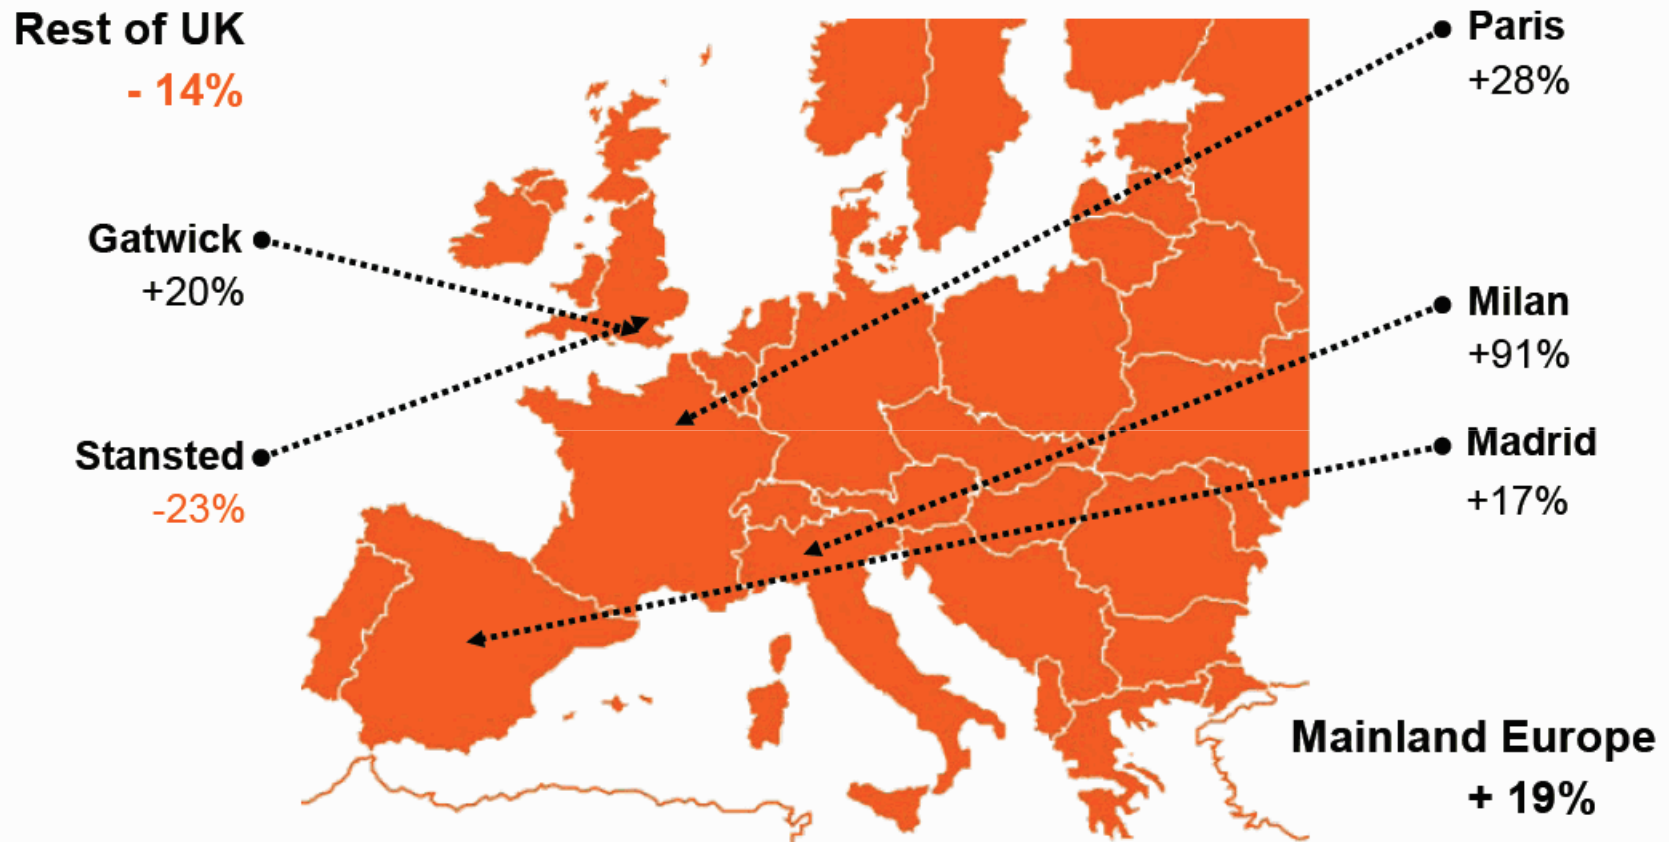 Rest of UK
- 14%
Gatwick
+20%
Stansted
-23%
Paris
+28%
Milan
+91%
Madrid
+17%
Mainland Europe
+ 19%